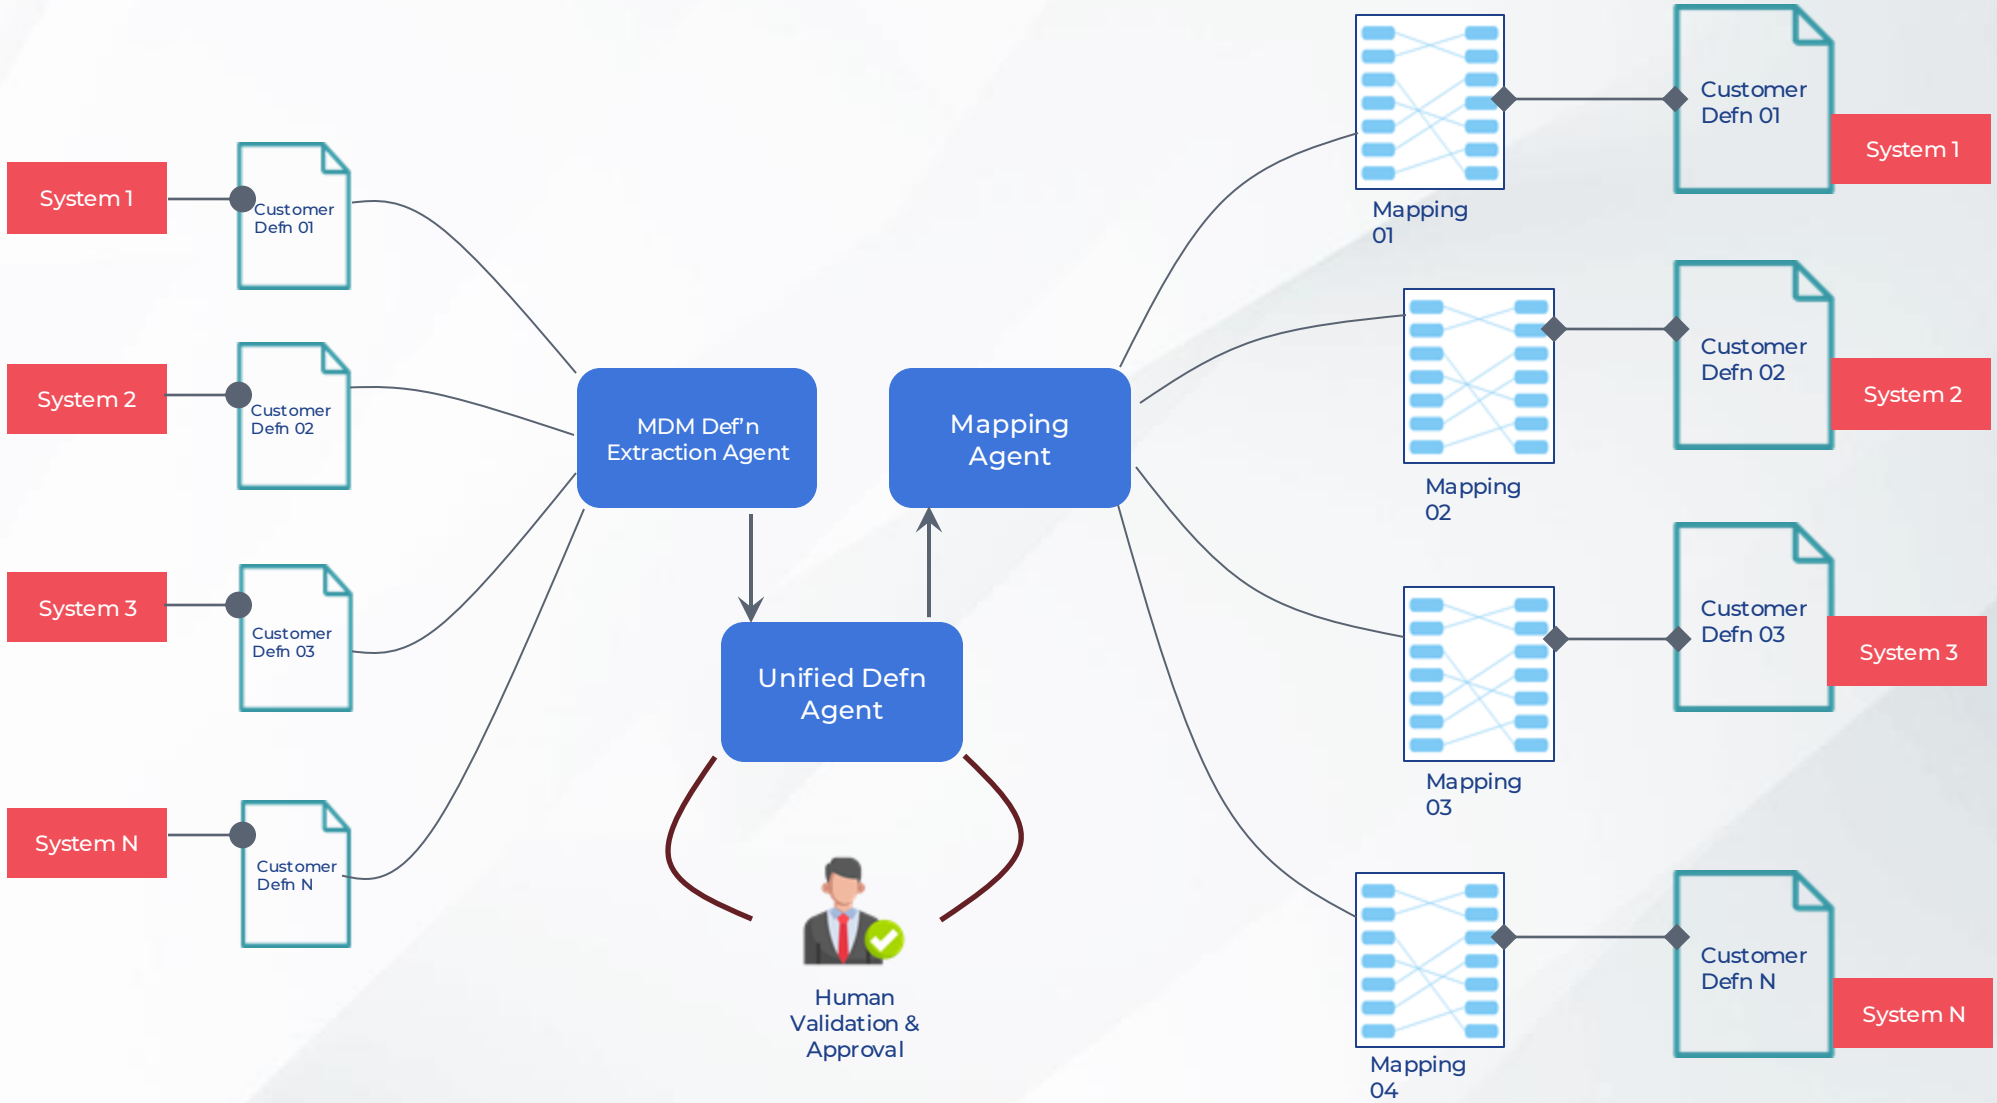 System 1
Customer
Defn 01
System 2
Customer
Defn 02
System 3
Customer
Defn 03
System N
Customer
Defn N
MDM Def’n
Extraction Agent
Mapping
Agent
Unified Defn
Agent
Human
Validation &
Approval
Mapping
01
Customer
Defn 01
System 1
Mapping
02
Customer
Defn 02
System 2
Mapping
03
Customer
Defn 03
System 3
Mapping
04
Customer
Defn N
System N